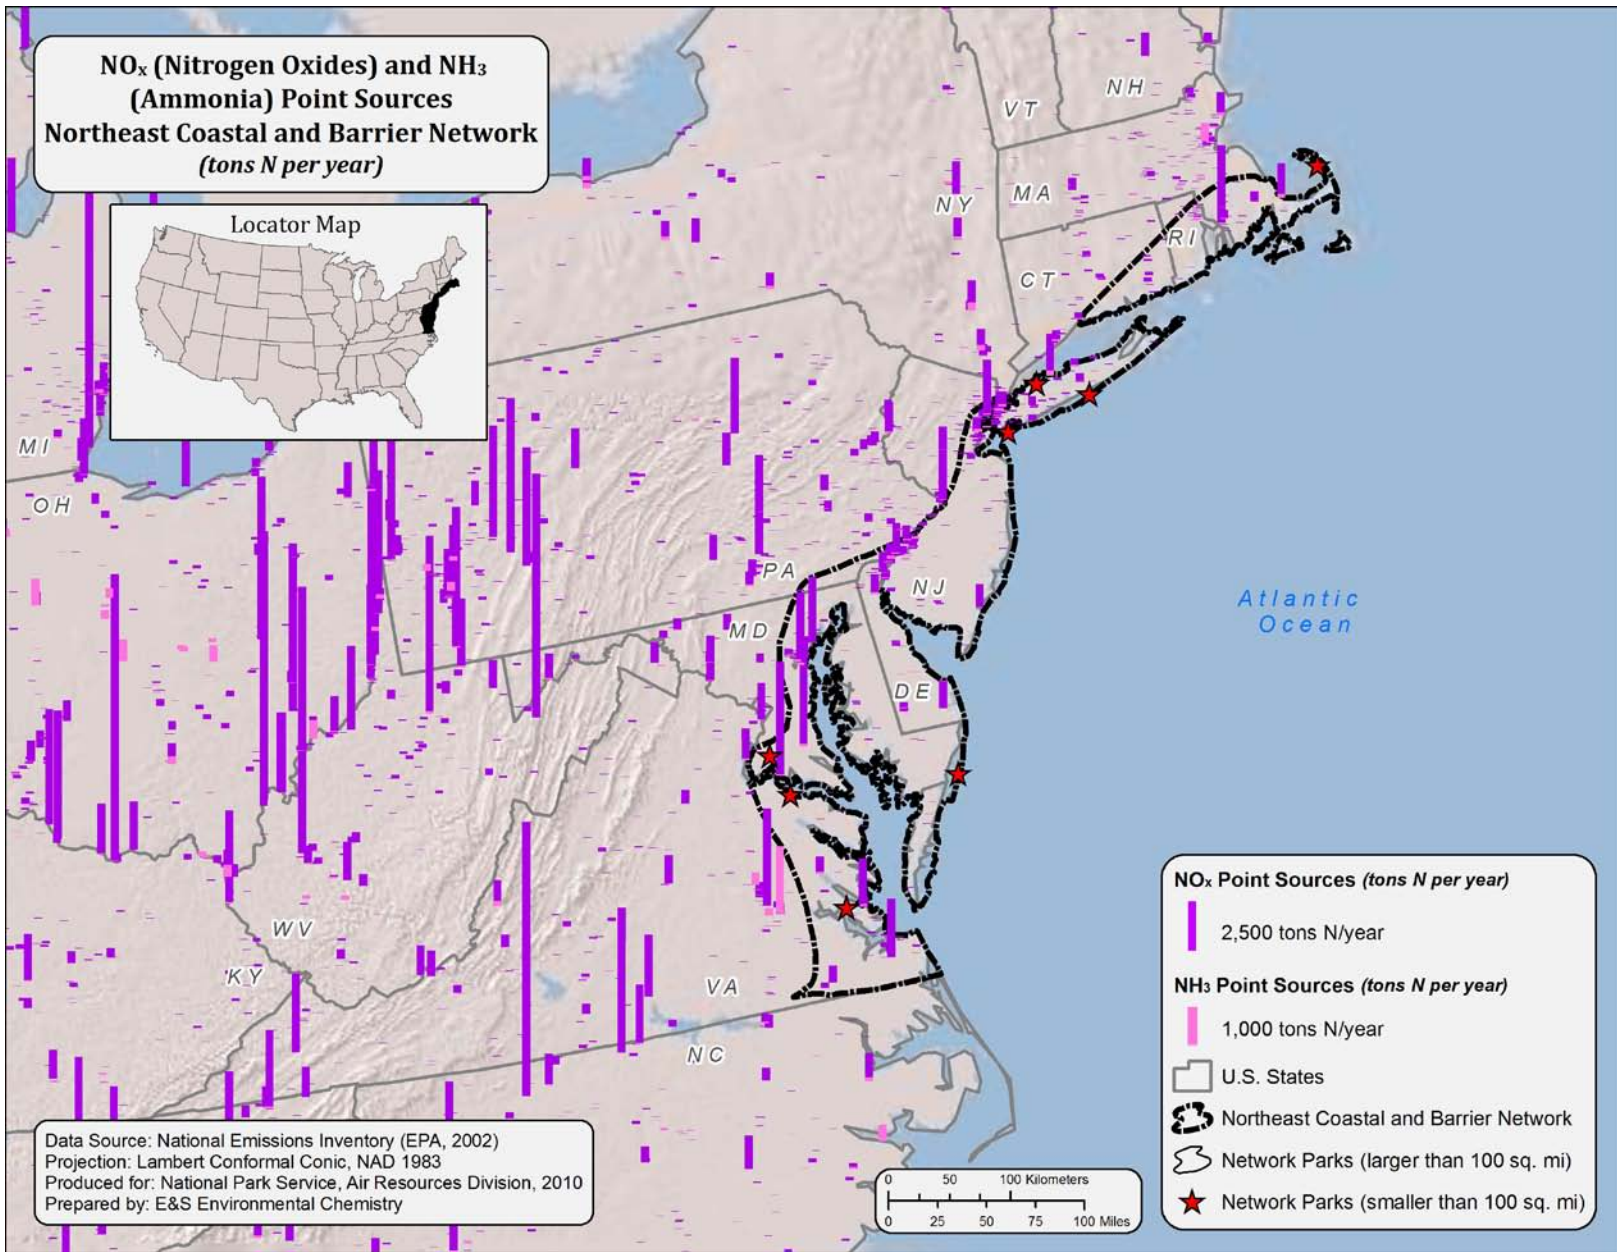 NOx (Nitrogen Oxides) and NH3
(Ammonia) Point Sources
Northeast Coastal and Barrier Network
(tons N per year)
Locator Map
VT
NH
NY
MA
RI
CT
MI
OH
PA
NJ
MD
DE
WV
KY
VA
NC
Atlantic
Ocean
NOx Point Sources (tons N per year)
2,500 tons N/year
NH3 Point Sources (tons N per year)
1,000 tons N/year
U.S. States
Northeast Coastal and Barrier Network
Network Parks (larger than 100 sq. mi)
Network Parks (smaller than 100 sq. mi)
Data Source: National Emissions Inventory (EPA, 2002)
Projection: Lambert Conformal Conic, NAD 1983
Produced for: National Park Service, Air Resources Division, 2010
Prepared by: E&S Environmental Chemistry
0 50 100 Kilometers
0 25 50 75 100 Miles